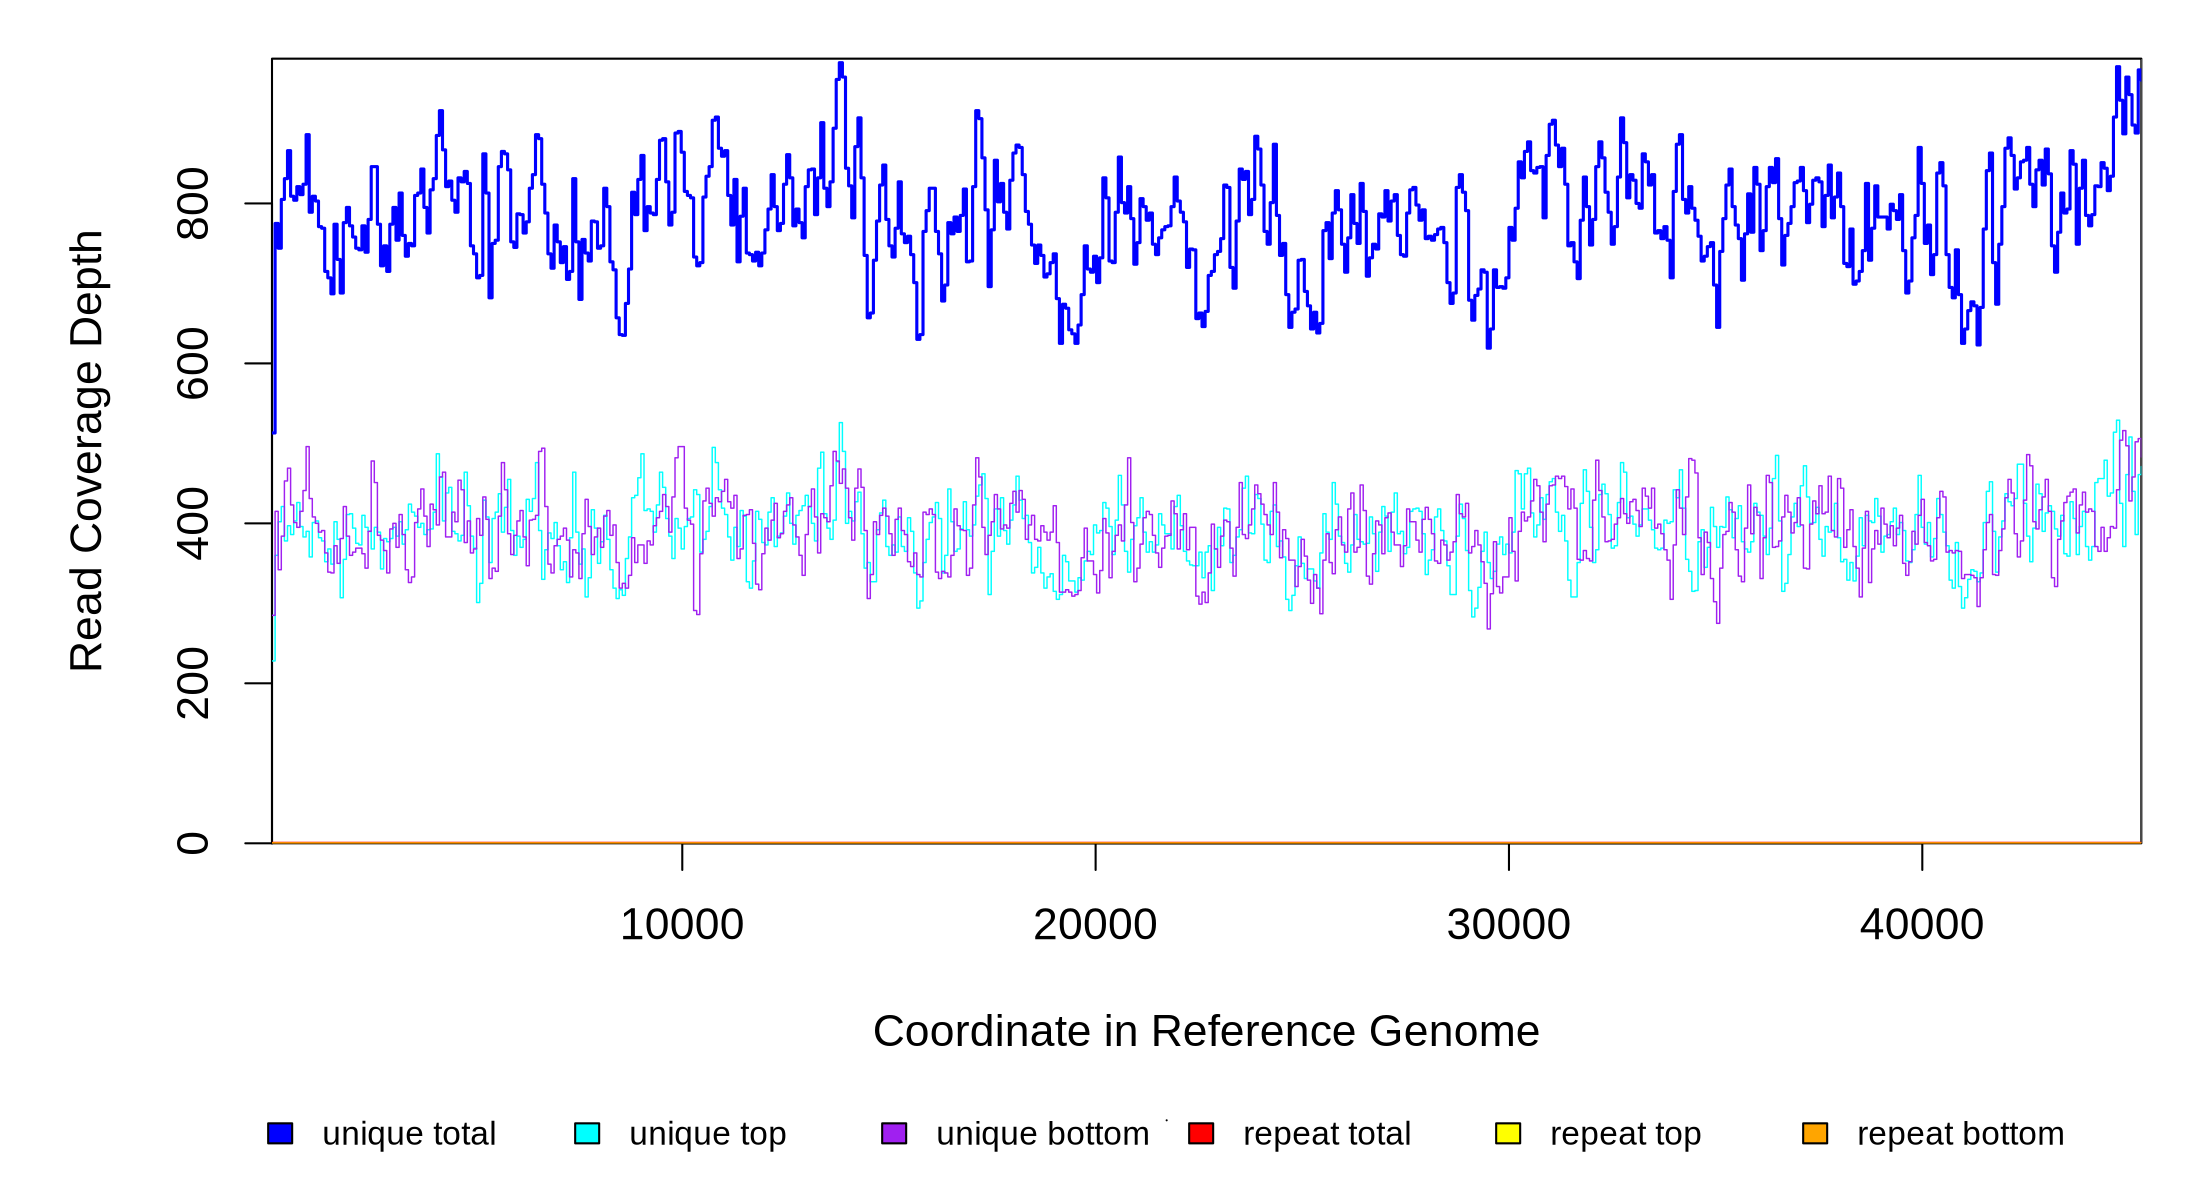 Read Coverage Depth
800
600
400
200
0
10000 20000 30000 40000
Coordinate in Reference Genome
unique total unique top unique bottom repeat total repeat top repeat bottom